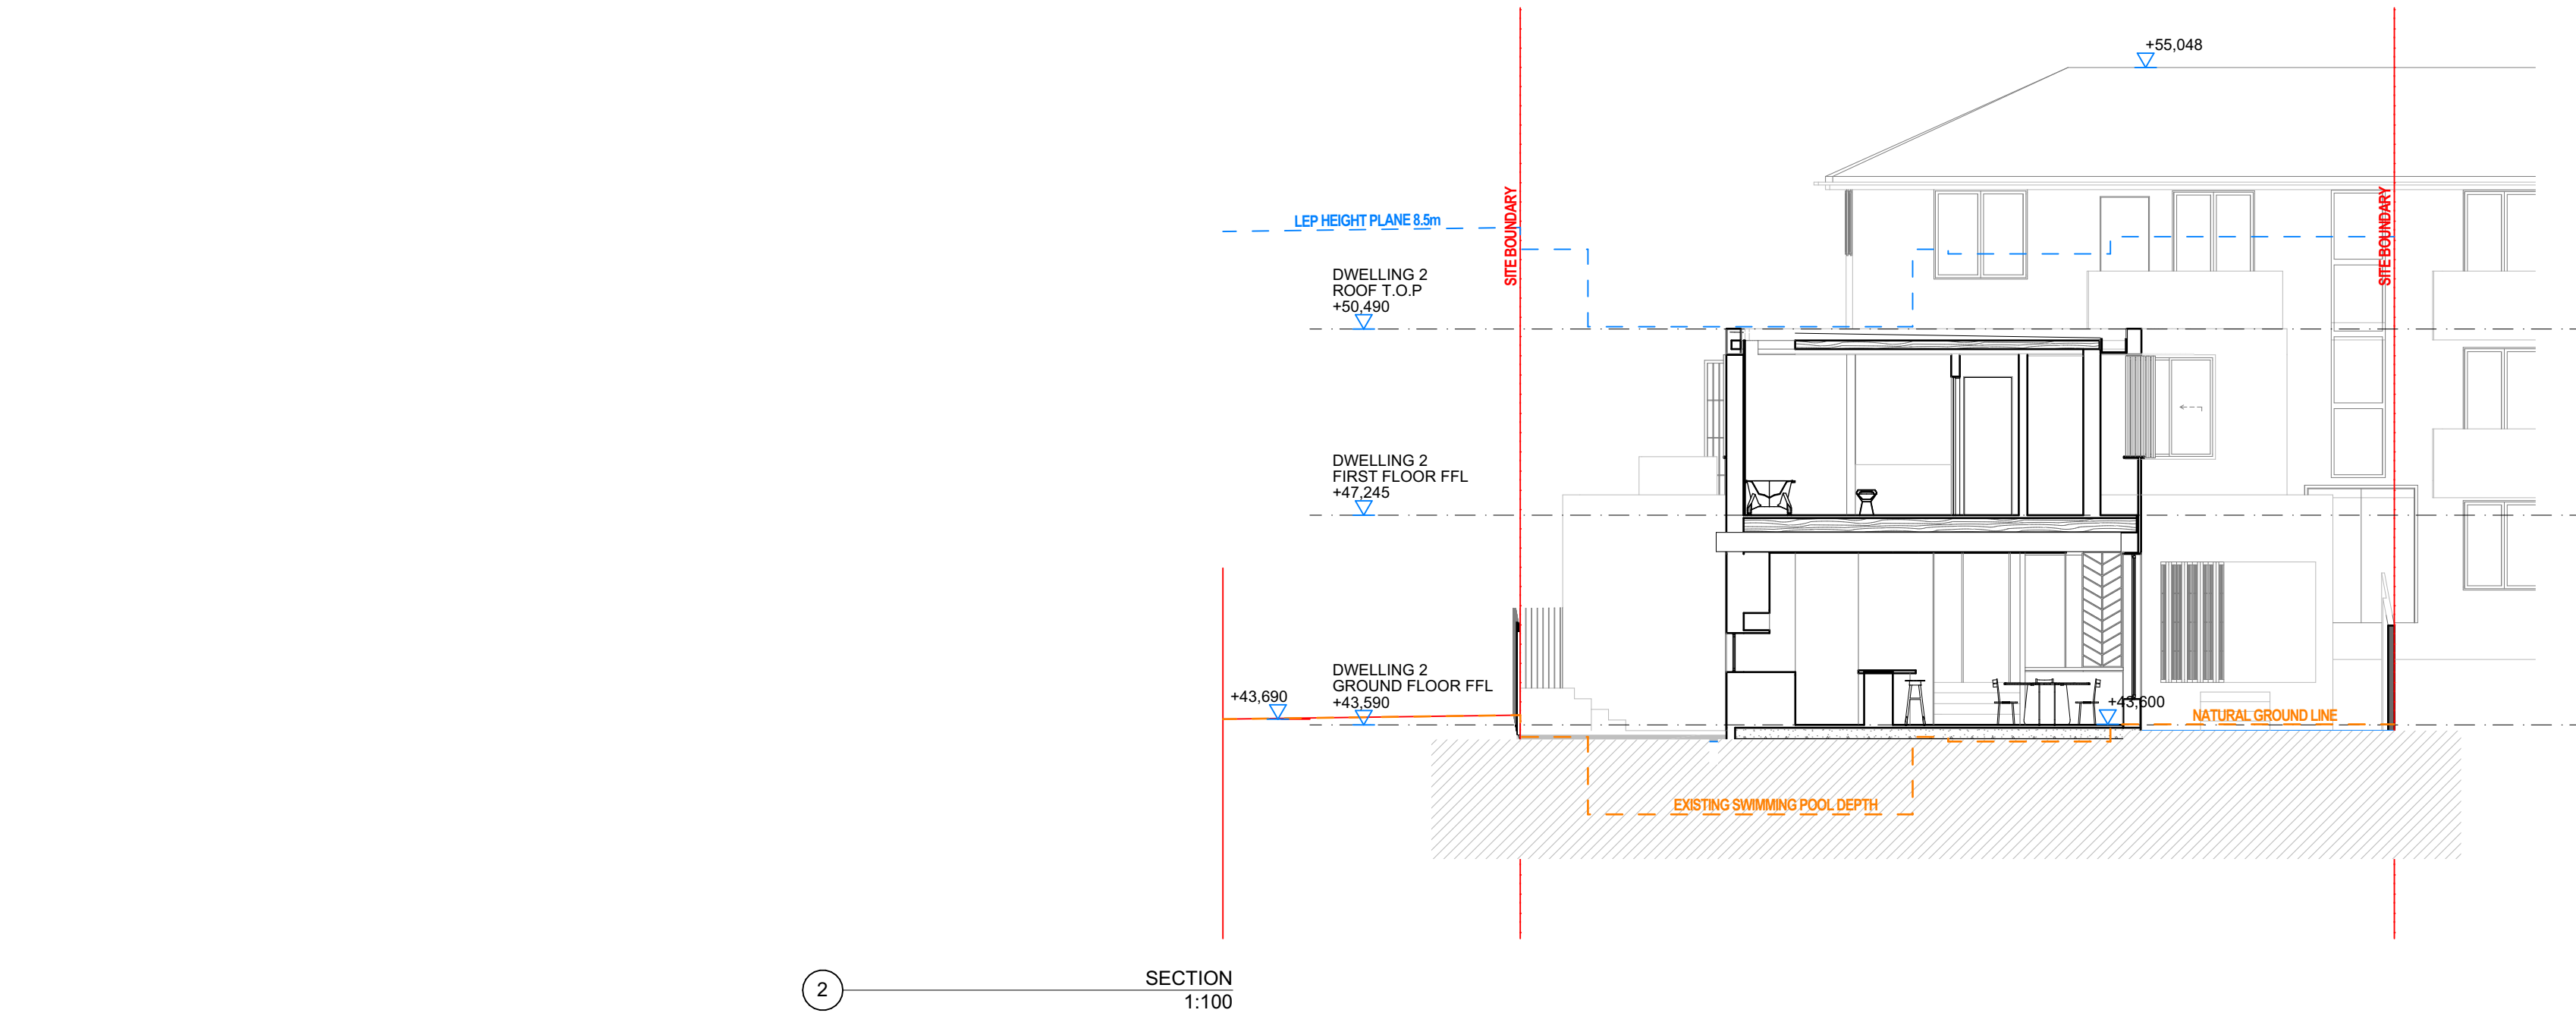 +55,048
SITE BOUNDARY
SITE BOUNDARY
LEP HEIGHT PLANE 8.5m
DWELLING 2
ROOF T.O.P
+50,490
DWELLING 2
FIRST FLOOR FFL
+47,245
DWELLING 2
GROUND FLOOR FFL
+43,590
+43,690
+43,600
NATURAL GROUND LINE
EXISTING SWIMMING POOL DEPTH
2
SECTION
1:100